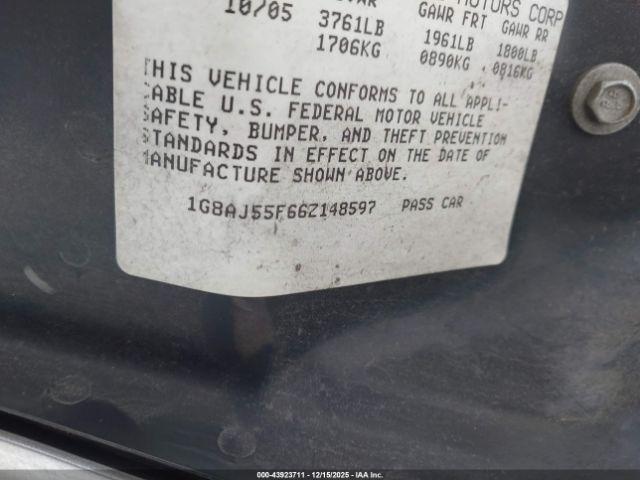 MOTORS CORP
10/05 3761LB 1961LB 1800LB
GAWR FRT GAWR RR
1706KG 0890KG 0816KG
THIS VEHICLE CONFORMS TO ALL APPLI-
ABLE U.S. FEDERAL MOTOR VEHICLE
SAFETY, BUMPER, AND THEFT PREVENTION
STANDARDS IN EFFECT ON THE DATE OF
MANUFACTURE SHOWN ABOVE.
1G8AJ55F66Z148597 PASS CAR
000-43923711 - 12/15/2025 - IAA, Inc.